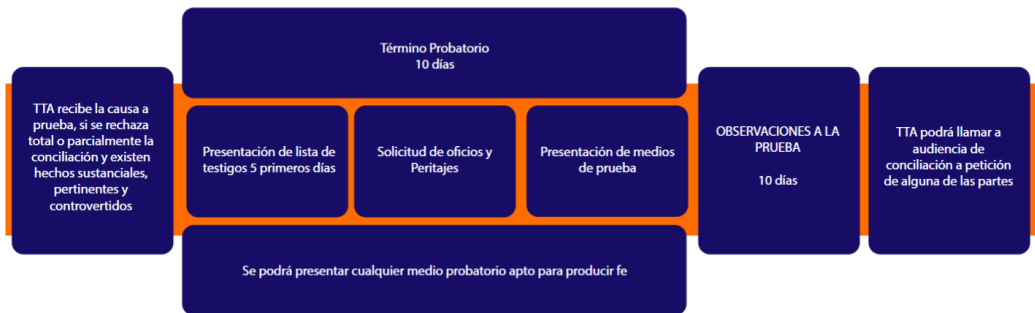 TTA recibe la causa a
prueba, si se rechaza
total o parcialmente la
conciliación y existen
hechos sustanciales,
pertinentes y
controvertidos
Término Probatorio
10 días
Presentación de lista de
testigos 5 primeros días
Solicitud de oficios y
Peritajes
Presentación de medios
de prueba
Se podrá presentar cualquier medio probatorio apto para producir fe
OBSERVACIONES A LA
PRUEBA
10 días
TTA podrá llamar a
audiencia de
conciliación a petición
de alguna de las partes